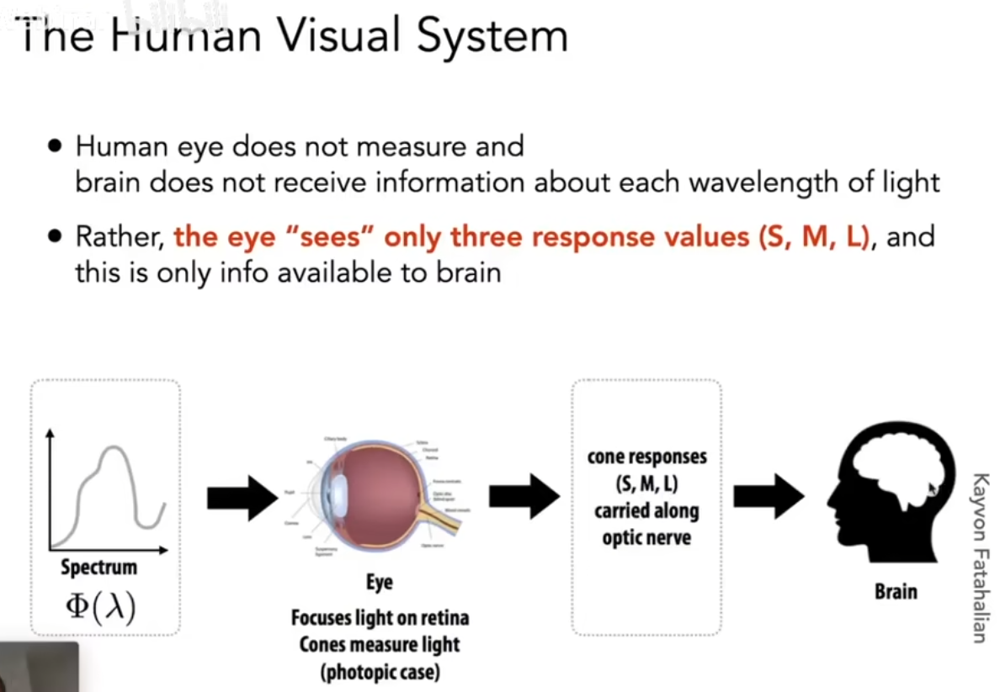 The Human Visual System
• Human eye does not measure and
brain does not receive information about each wavelength of light
• Rather, the eye “sees” only three response values (S, M, L), and
this is only info available to brain
Spectrum
Φ(λ)
Eye
Focuses light on retina
Cones measure light
(photopic case)
cone responses
(S, M, L)
carried along
optic nerve
Brain
Kayvon Fatahalian